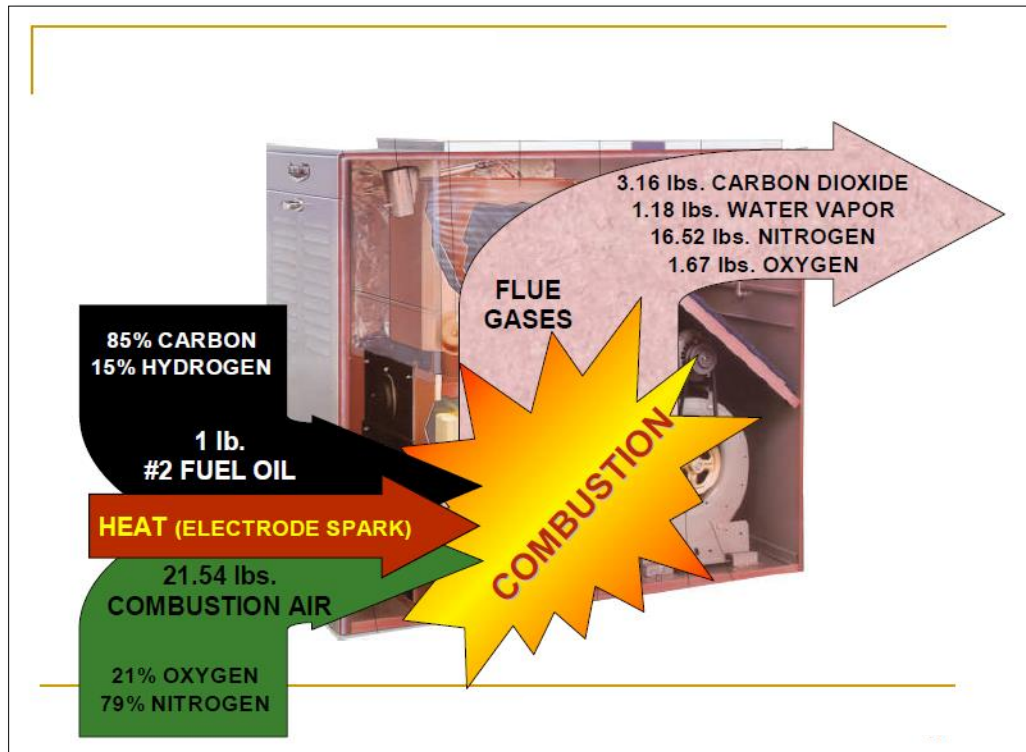 3.16 lbs. CARBON DIOXIDE
1.18 lbs. WATER VAPOR
16.52 lbs. NITROGEN
1.67 lbs. OXYGEN
FLUE
GASES
85% CARBON
15% HYDROGEN
1 lb.
#2 FUEL OIL
HEAT (ELECTRODE SPARK)
COMBUSTION
21.54 lbs.
COMBUSTION AIR
21% OXYGEN
79% NITROGEN